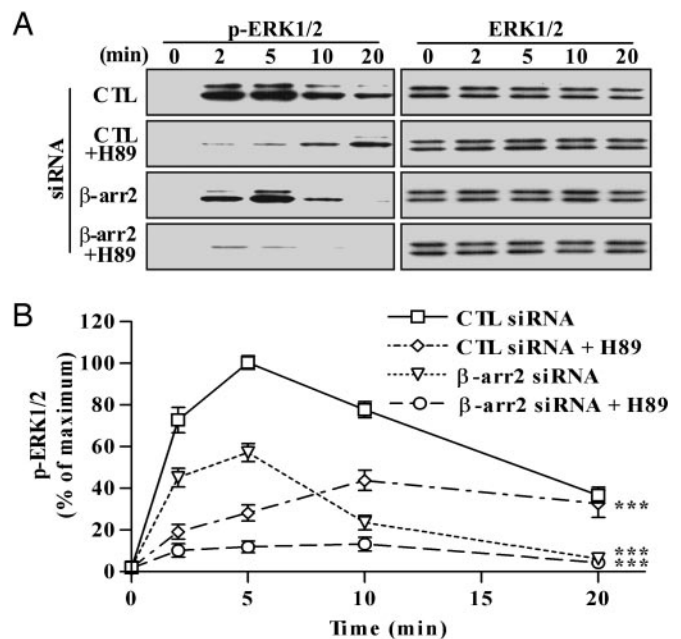 A
p-ERK1/2 ERK1/2
(min) 0 2 5 10 20 0 2 5 10 20
siRNA
CTL
CTL
+H89
β-arr2
β-arr2
+H89
B
p-ERK1/2
(% of maximum)
120
100
80
60
40
20
0
CTL siRNA
CTL siRNA + H89
β-arr2 siRNA
β-arr2 siRNA + H89
***
***
***
0 5 10 15 20
Time (min)